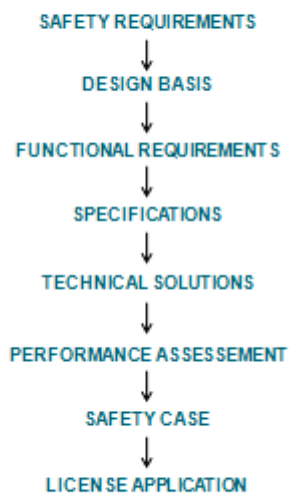 SAFETY REQUIREMENTS
DESIGN BASIS
FUNCTIONAL REQUIREMENTS
SPECIFICATIONS
TECHNICAL SOLUTIONS
PERFORMANCE ASSESSEMENT
SAFETY CASE
LICENSE APPLICATION